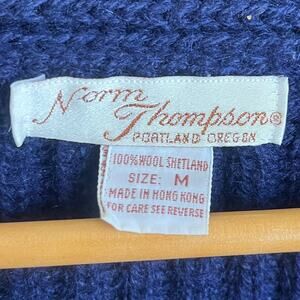 Norm
Thompson®
PORTLAND OREGON
100% WOOL SHETLAND
SIZE: M
MADE IN HONG KONG
FOR CARE SEE REVERSE